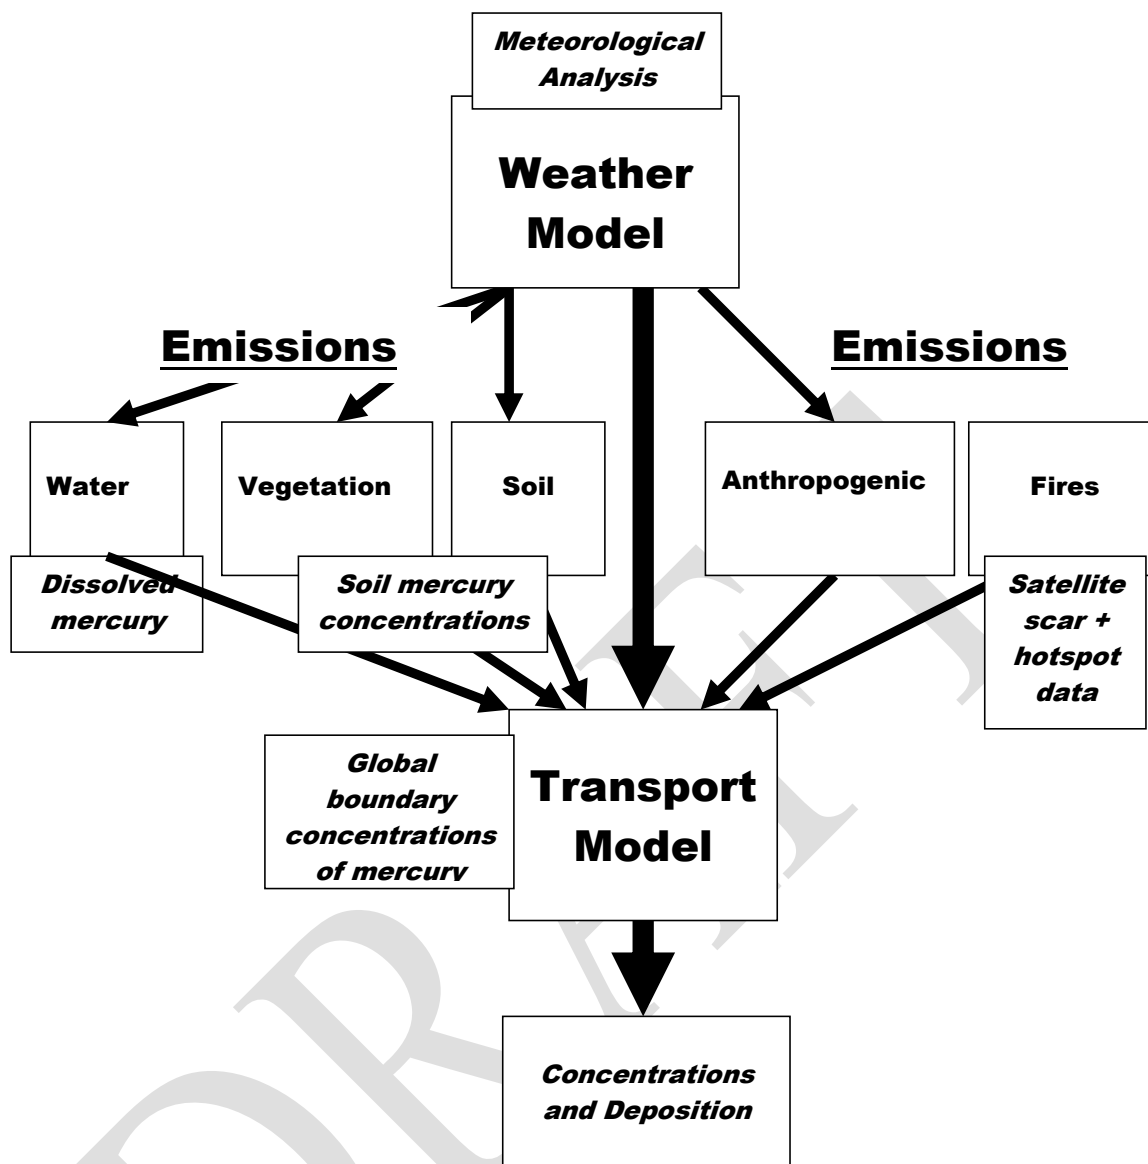 Meteorological
Analysis
Weather
Model
Emissions
Emissions
Water
Vegetation
Soil
Anthropogenic
Fires
Dissolved
mercury
Soil mercury
concentrations
Satellite
scar +
hotspot
data
Global
boundary
concentrations
of mercury
Transport
Model
Concentrations
and Deposition
DRAFT